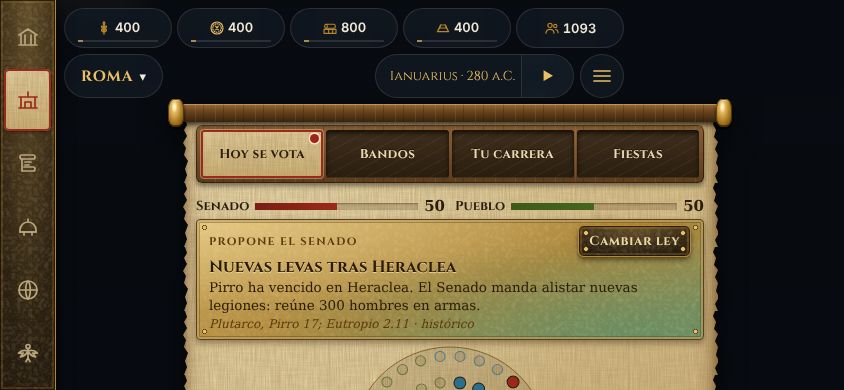 400
400
800
400
1093
ROMA ▾
Ianuarius · 280 a.C.
Hoy se vota
Bandos
Tu carrera
Fiestas
Senado 50 Pueblo 50
PROPONE EL SENADO
Cambiar ley
Nuevas levas tras Heraclea
Pirro ha vencido en Heraclea. El Senado manda alistar nuevas
legiones: reúne 300 hombres en armas.
Plutarco, Pirro 17; Eutropio 2.11 · histórico